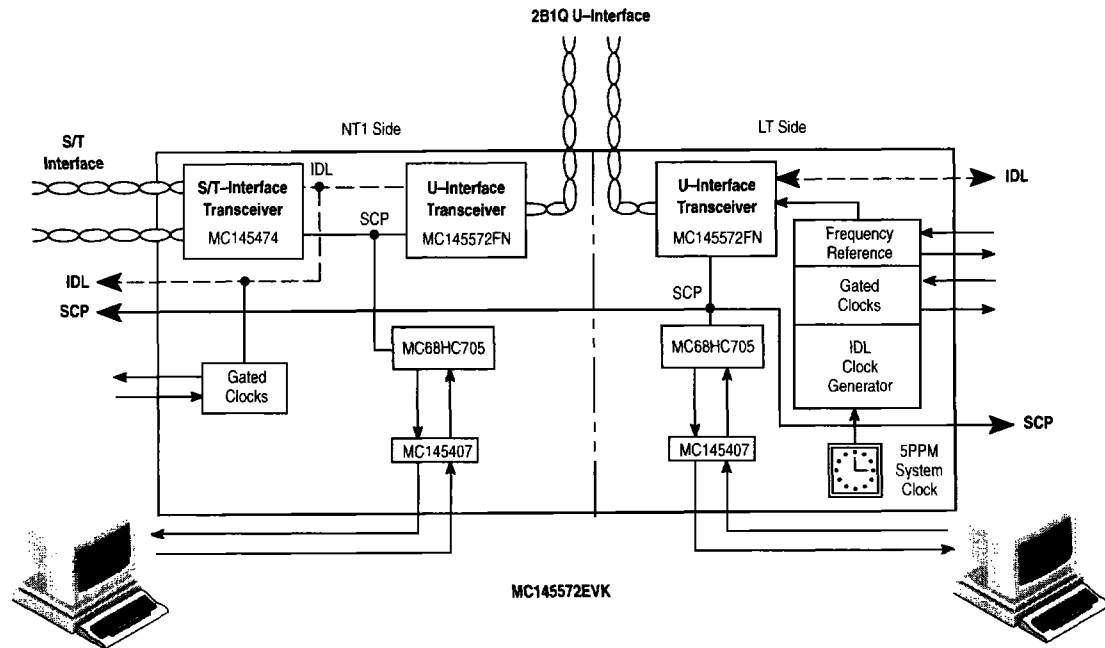 2B1Q U–Interface
NT1 Side
LT Side
S/T
Interface
IDL
S/T–Interface
Transceiver
MC145474
SCP
U–Interface
Transceiver
MC145572FN
U–Interface
Transceiver
MC145572FN
IDL
Frequency
Reference
IDL
SCP
SCP
Gated
Clocks
MC68HC705
MC68HC705
IDL
Clock
Generator
Gated
Clocks
SCP
MC145407
MC145407
5PPM
System
Clock
MC145572EVK